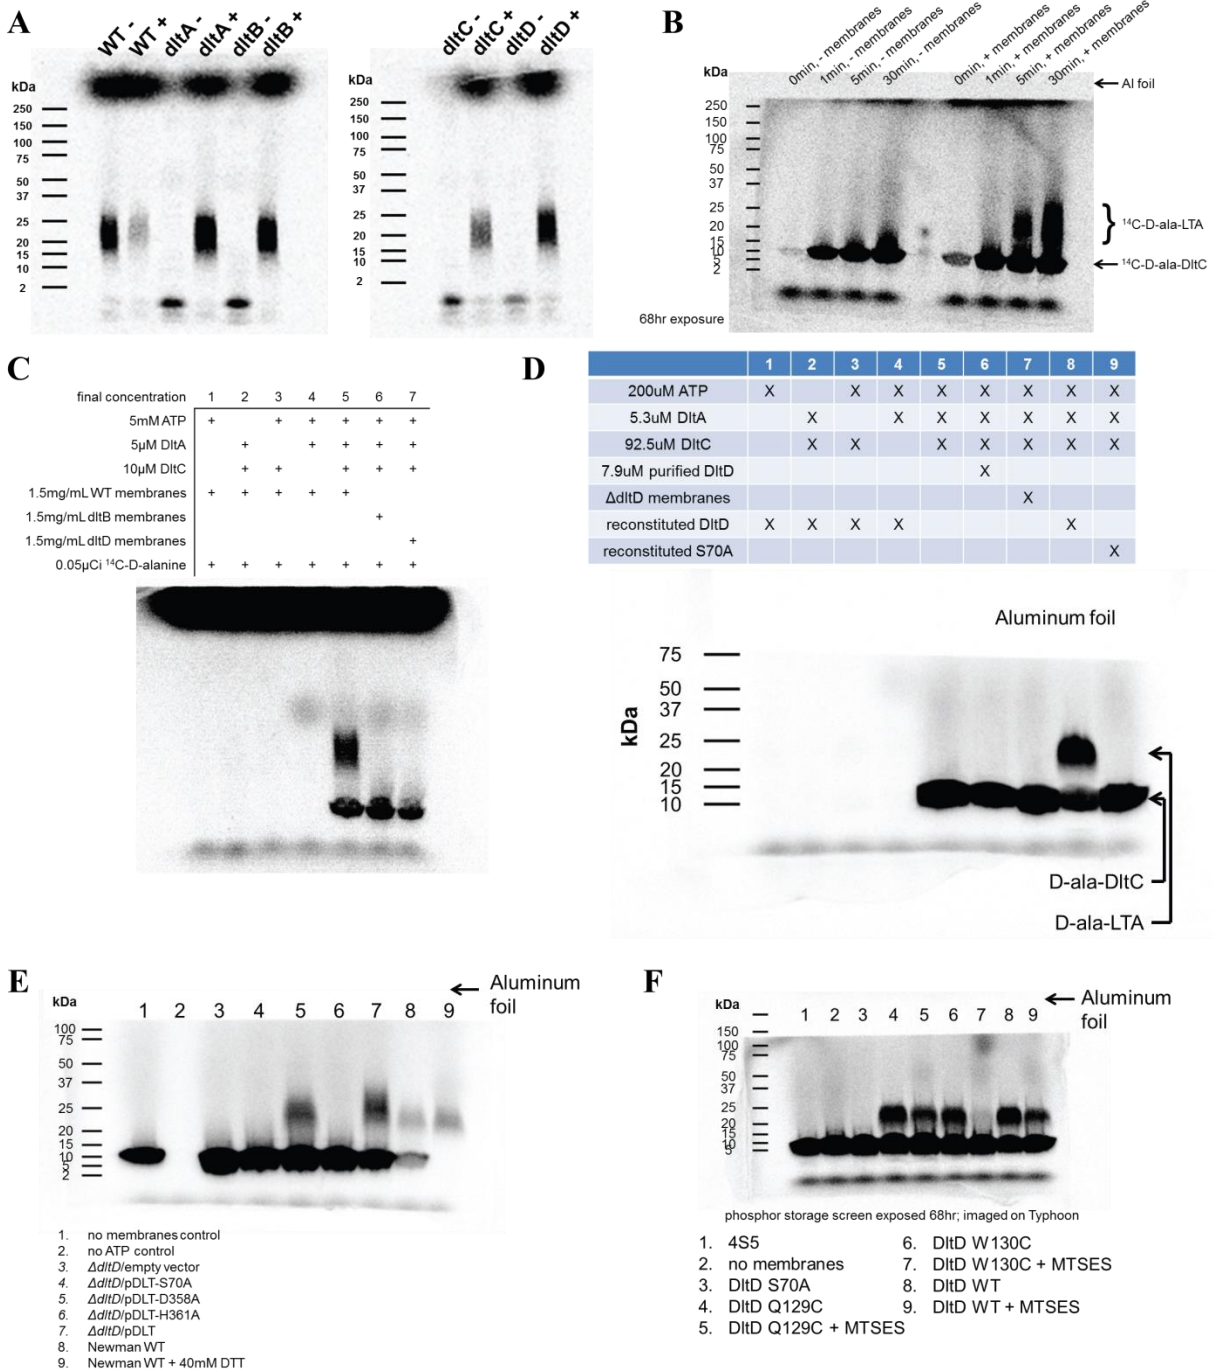 A
WT - WT + dltA - dltA + dltB - dltB +
kDa
250
150
100
75
50
37
25
20
15
10
2
dltC - dltC + dltD - dltD +
kDa
250
150
100
75
50
37
25
20
15
10
2
B
0min, - membranes
1min, - membranes
5min, - membranes
30min, - membranes
0min, + membranes
1min, + membranes
5min, + membranes
30min, + membranes
kDa
Al foil
250
150
100
75
50
37
25
20
15
10
5
2
¹⁴C-D-ala-LTA
¹⁴C-D-ala-DltC
68hr exposure
C
final concentration 1 2 3 4 5 6 7
5mM ATP + + + + + +
5µM DltA + + + + +
10µM DltC + + + + +
1.5mg/mL WT membranes + + + + +
1.5mg/mL dltB membranes +
1.5mg/mL dltD membranes +
0.05µCi ¹⁴C-D-alanine + + + + + + +
D
1 2 3 4 5 6 7 8 9
200uM ATP X X X X X X X X
5.3uM DltA X X X X X X X
92.5uM DltC X X X X X X X
7.9uM purified DltD X
ΔdltD membranes X
reconstituted DltD X X X X X
reconstituted S70A X
Aluminum foil
kDa
75
50
37
25
20
15
10
D-ala-DltC
D-ala-LTA
E
Aluminum
foil
kDa
1 2 3 4 5 6 7 8 9
100
75
50
37
25
20
15
10
5
2
1. no membranes control
2. no ATP control
3. ΔdltD/empty vector
4. ΔdltD/pDLT-S70A
5. ΔdltD/pDLT-D358A
6. ΔdltD/pDLT-H361A
7. ΔdltD/pDLT
8. Newman WT
9. Newman WT + 40mM DTT
F
Aluminum
foil
kDa
1 2 3 4 5 6 7 8 9
150
100
75
50
37
25
20
15
10
5
phosphor storage screen exposed 68hr; imaged on Typhoon
1. 4S5
2. no membranes
3. DltD S70A
4. DltD Q129C
5. DltD Q129C + MTSES
6. DltD W130C
7. DltD W130C + MTSES
8. DltD WT
9. DltD WT + MTSES